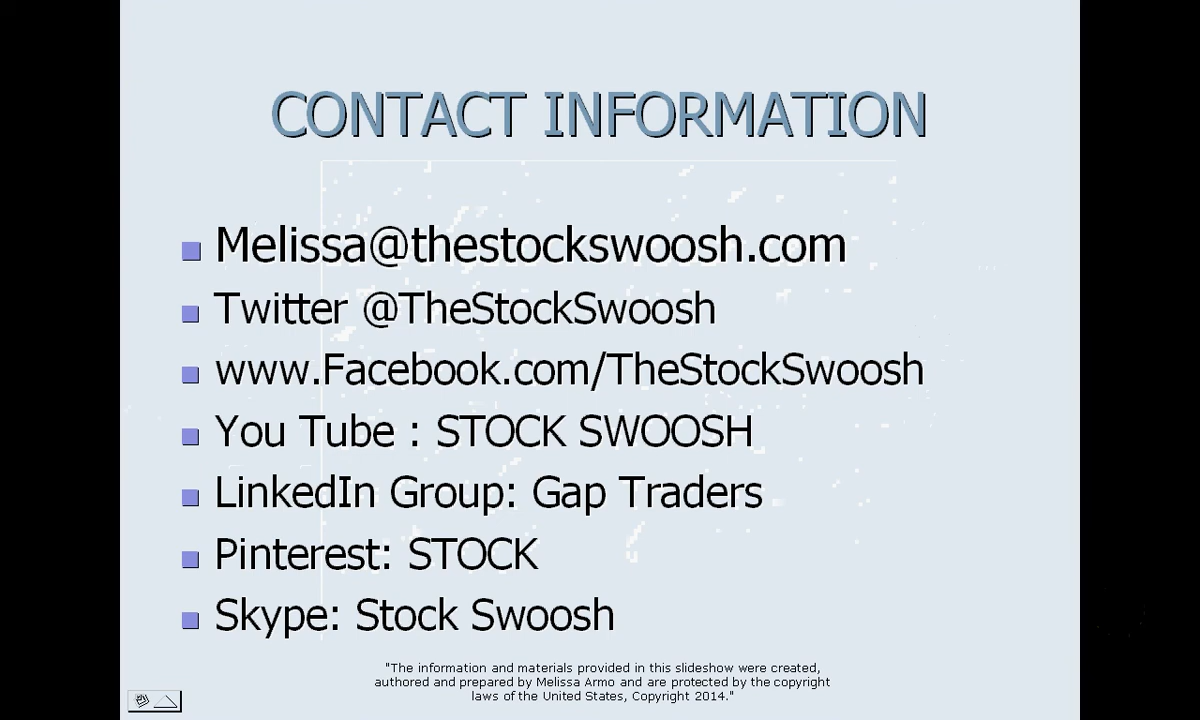 CONTACT INFORMATION
Melissa@thestockswoosh.com
Twitter @TheStockSwoosh
www.Facebook.com/TheStockSwoosh
You Tube : STOCK SWOOSH
LinkedIn Group: Gap Traders
Pinterest: STOCK
Skype: Stock Swoosh
"The information and materials provided in this slideshow were created,
authored and prepared by Melissa Armo and are protected by the copyright
laws of the United States, Copyright 2014."